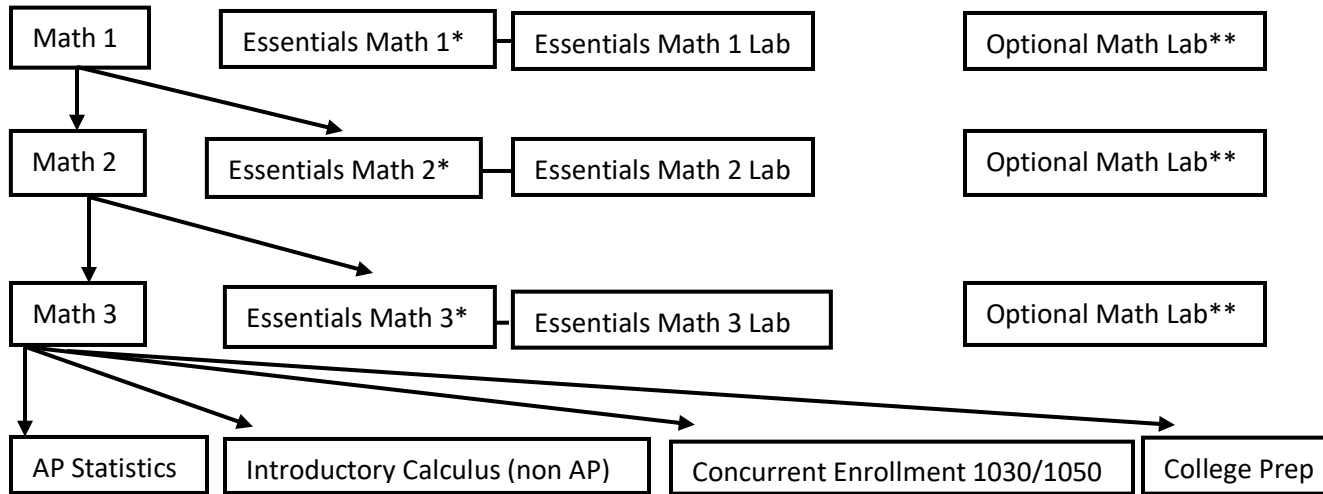 Math 1
Essentials Math 1*
Essentials Math 1 Lab
Optional Math Lab**
Math 2
Essentials Math 2*
Essentials Math 2 Lab
Optional Math Lab**
Math 3
Essentials Math 3*
Essentials Math 3 Lab
Optional Math Lab**
AP Statistics
Introductory Calculus (non AP)
Concurrent Enrollment 1030/1050
College Prep